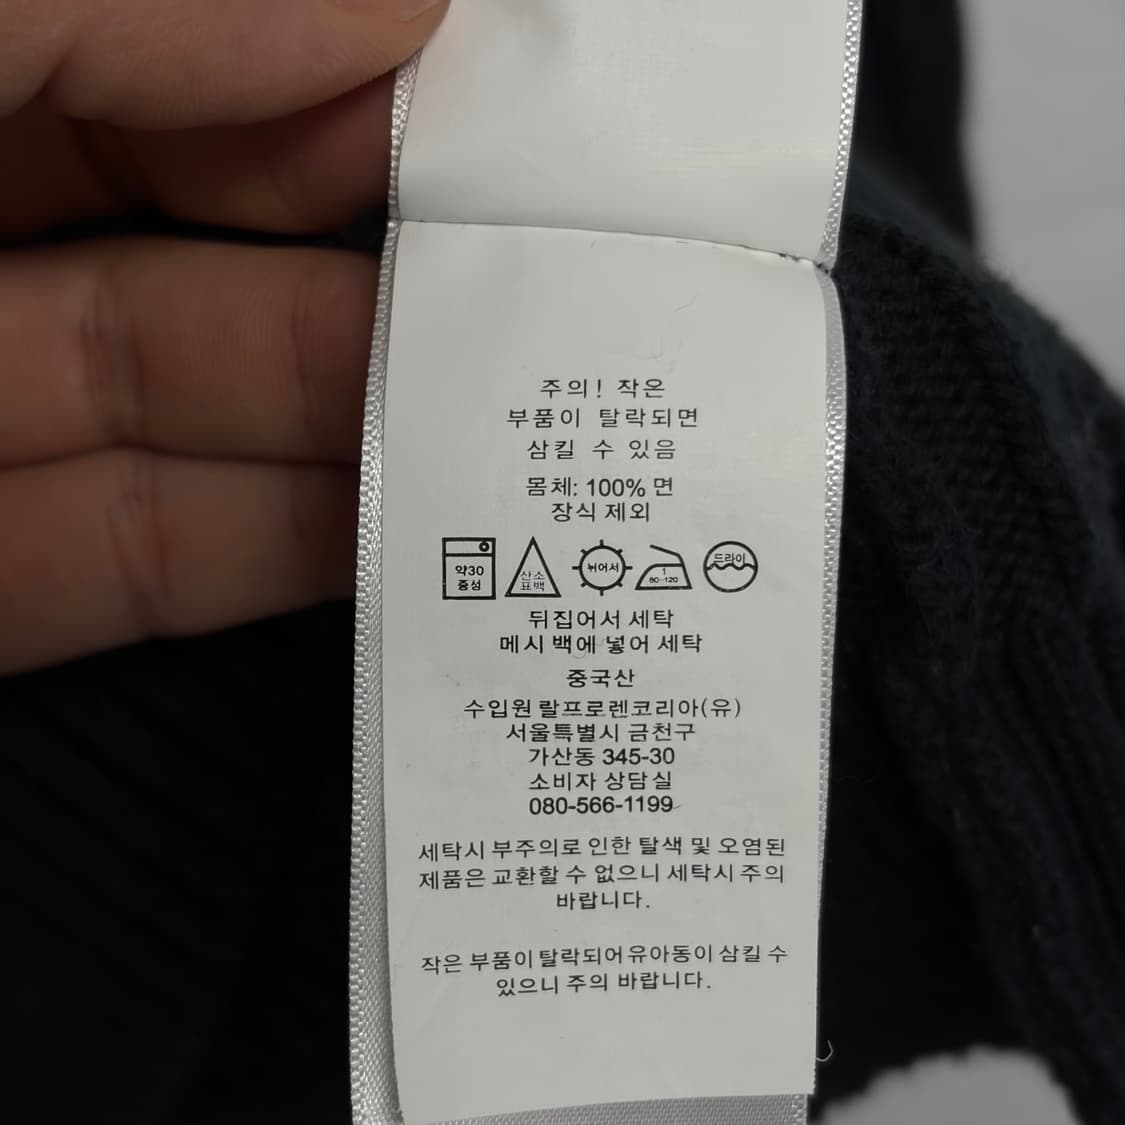 주의! 작은
부품이 탈락되면
삼킬 수 있음
몸체: 100% 면
장식 제외
약30
중성
산소
표백
뉘어서
1
80-120
드라이
뒤집어서 세탁
메시 백에 넣어 세탁
중국산
수입원 랄프로렌코리아(유)
서울특별시 금천구
가산동 345-30
소비자 상담실
080-566-1199
세탁시 부주의로 인한 탈색 및 오염된
제품은 교환할 수 없으니 세탁시 주의
바랍니다.
작은 부품이 탈락되어 유아동이 삼킬 수
있으니 주의 바랍니다.